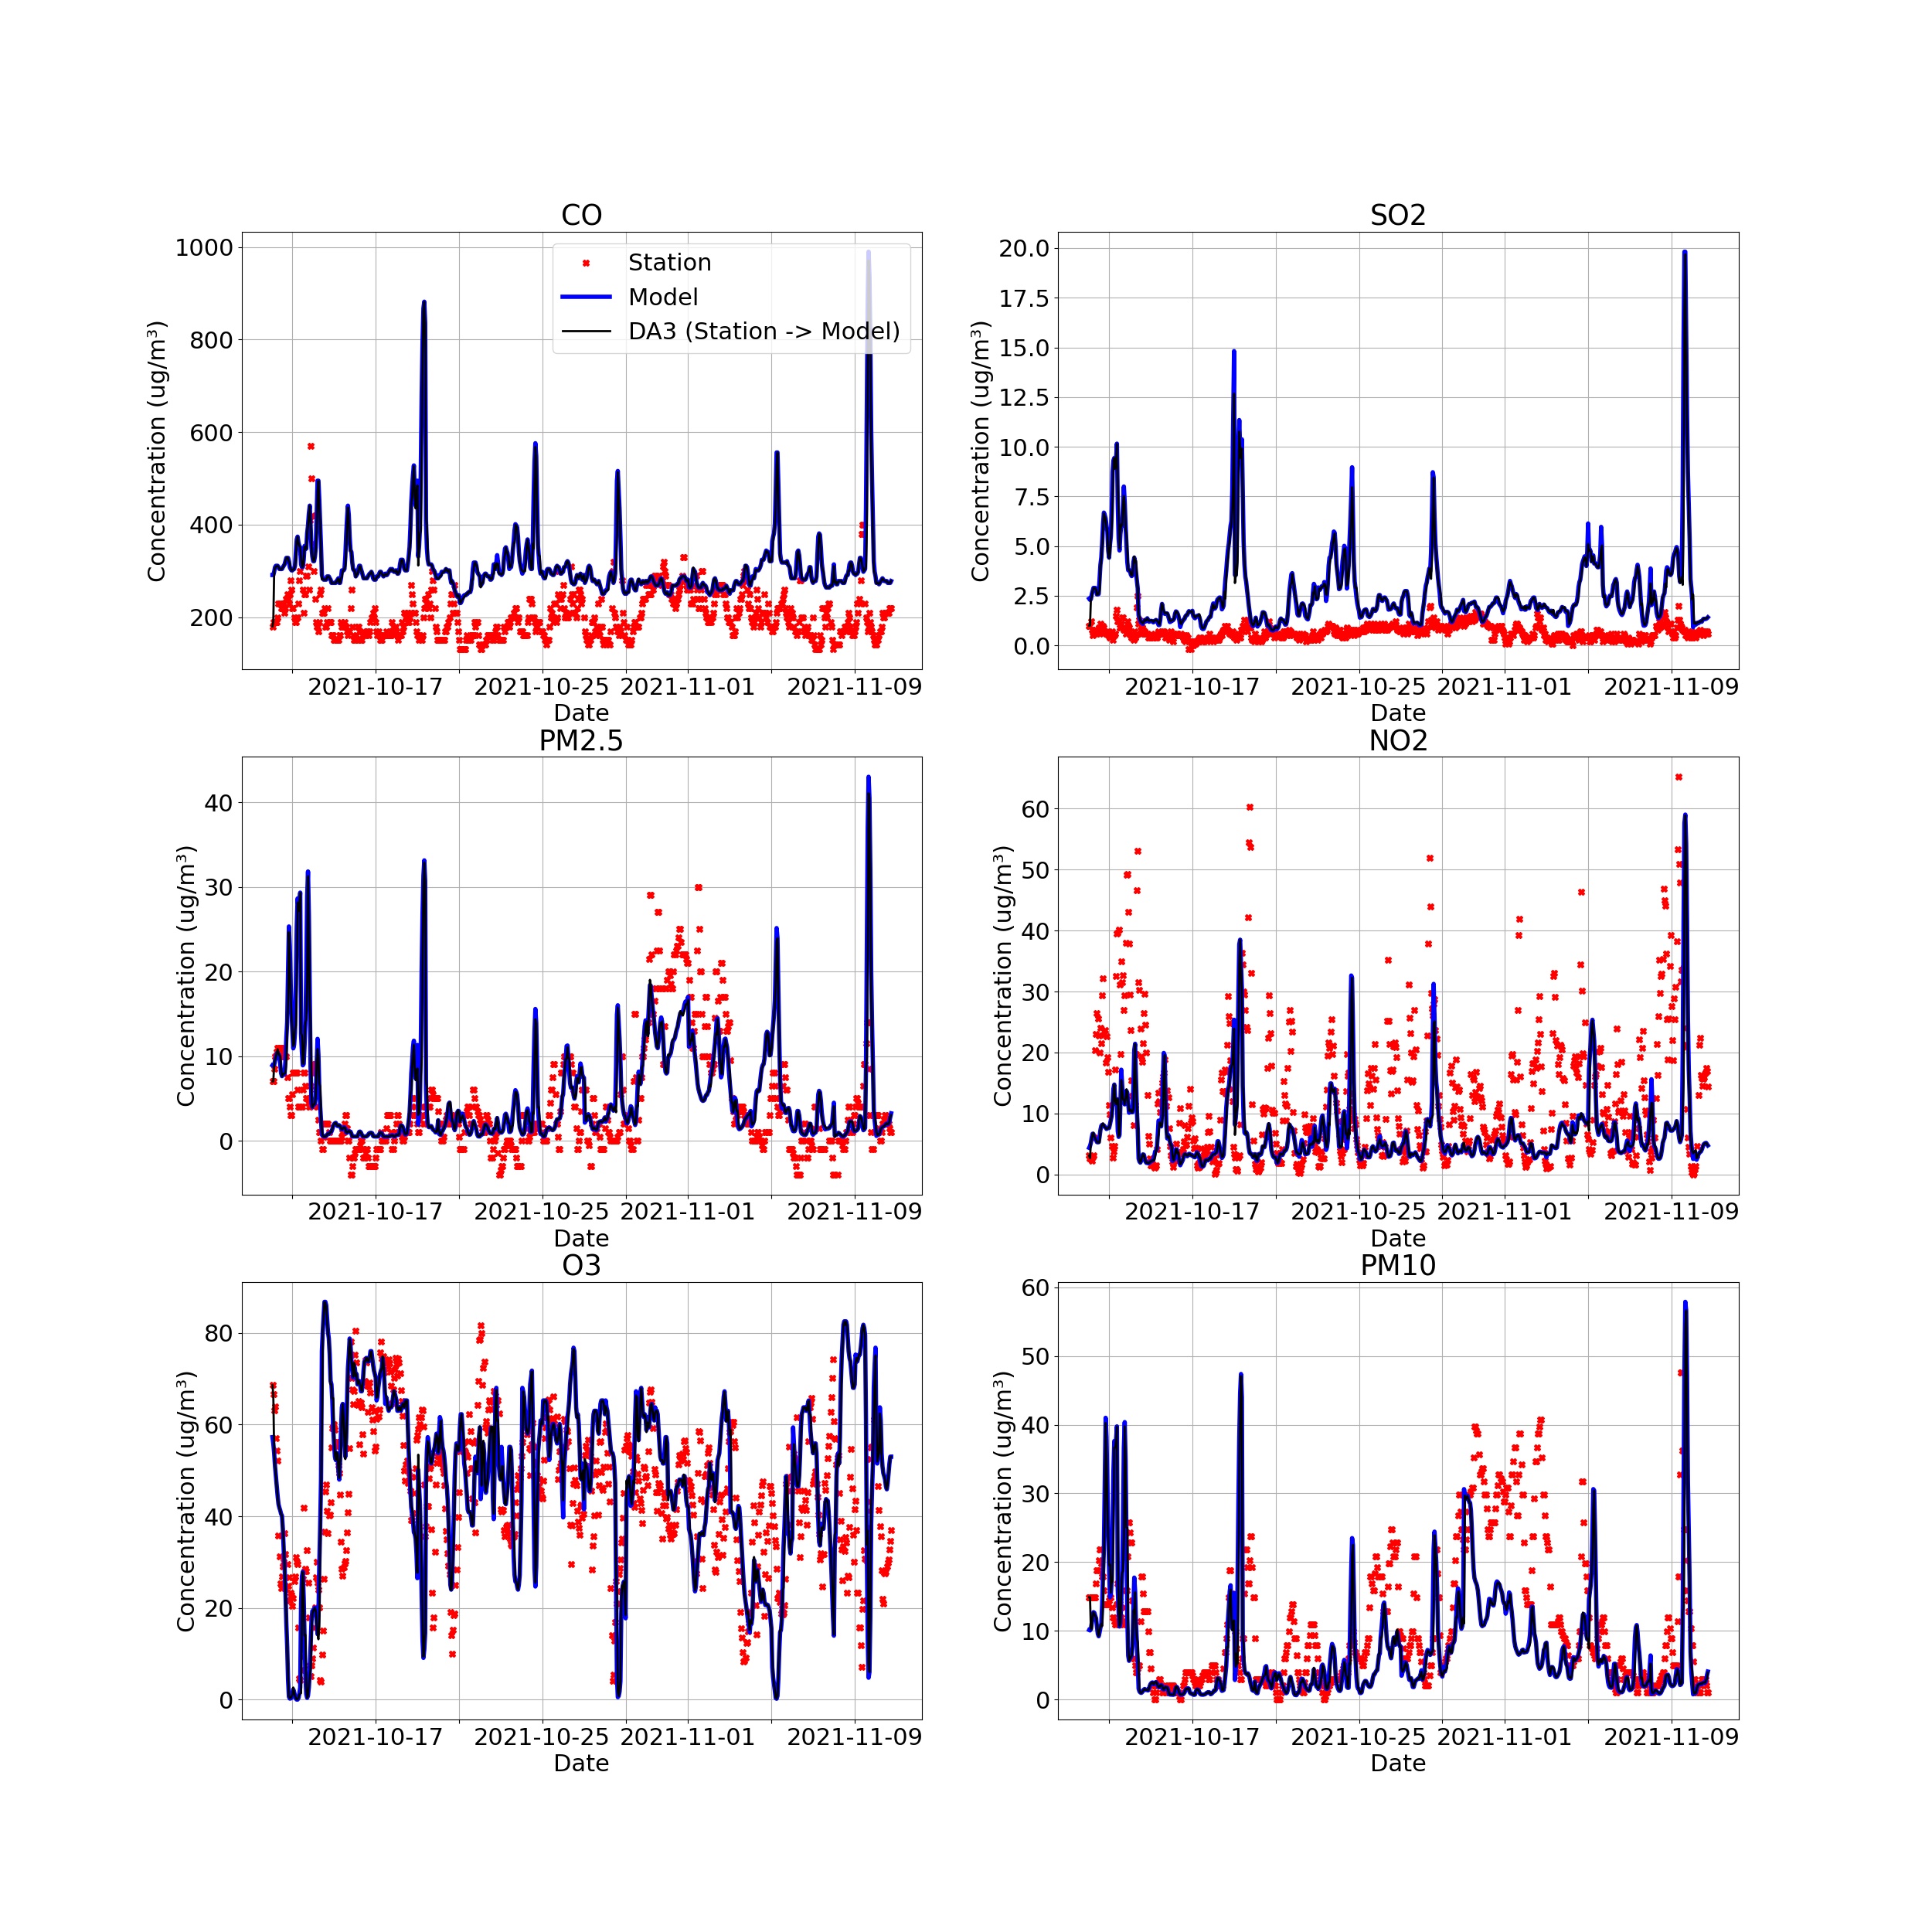 CO
Concentration (ug/m³)
1000
800
600
400
200
Station
Model
DA3 (Station -> Model)
2021-10-17 2021-10-25 2021-11-01 2021-11-09
Date
SO2
Concentration (ug/m³)
20.0
17.5
15.0
12.5
10.0
7.5
5.0
2.5
0.0
2021-10-17 2021-10-25 2021-11-01 2021-11-09
Date
PM2.5
Concentration (ug/m³)
40
30
20
10
0
2021-10-17 2021-10-25 2021-11-01 2021-11-09
Date
NO2
Concentration (ug/m³)
60
50
40
30
20
10
0
2021-10-17 2021-10-25 2021-11-01 2021-11-09
Date
O3
Concentration (ug/m³)
80
60
40
20
0
2021-10-17 2021-10-25 2021-11-01 2021-11-09
Date
PM10
Concentration (ug/m³)
60
50
40
30
20
10
0
2021-10-17 2021-10-25 2021-11-01 2021-11-09
Date